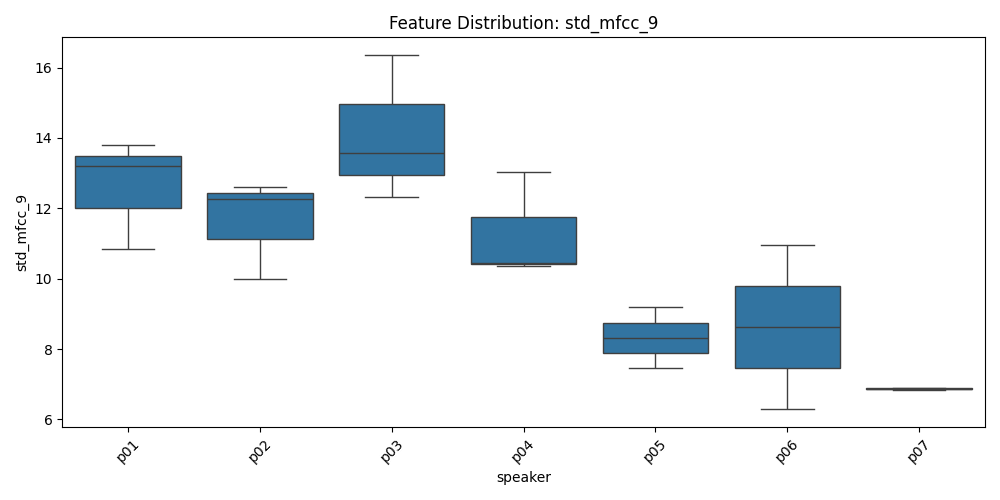 Feature Distribution: std_mfcc_9
std_mfcc_9
16
14
12
10
8
6
p01 p02 p03 p04 p05 p06 p07
speaker